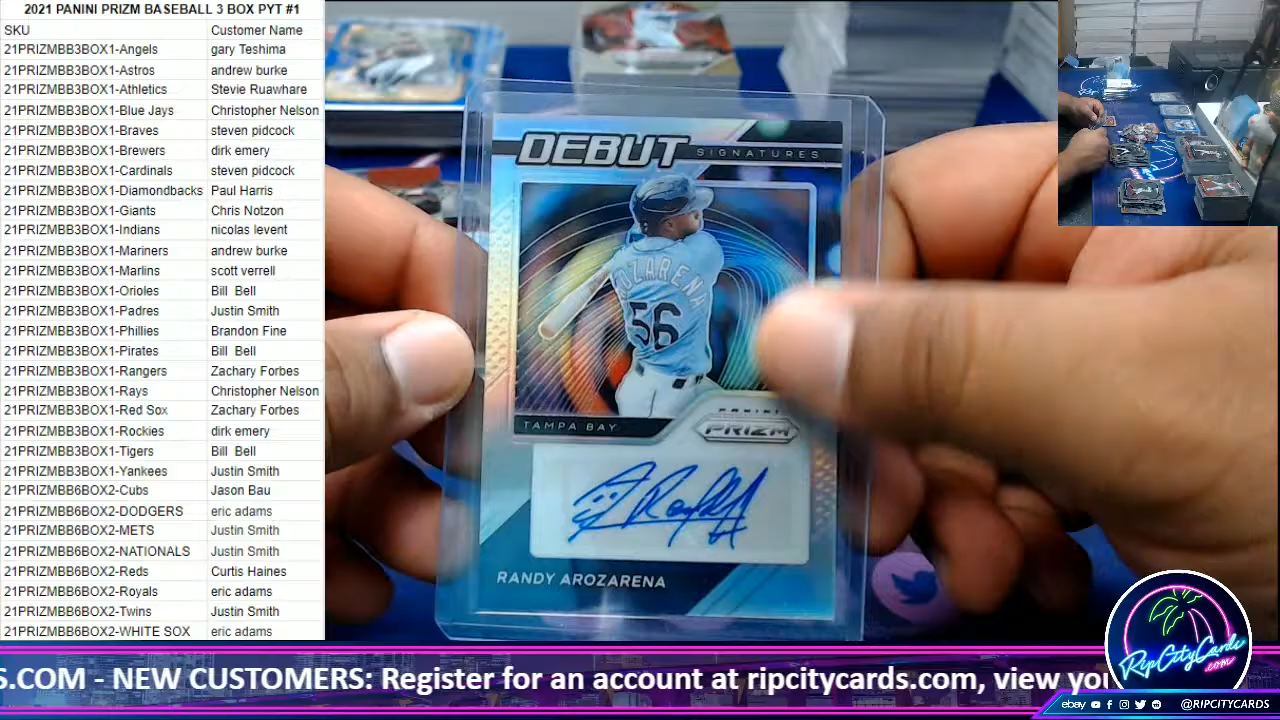 2021 PANINI PRIZM BASEBALL 3 BOX PYT #1
SKU Customer Name
21PRIZMBB3BOX1-Angels gary Teshima
21PRIZMBB3BOX1-Astros andrew burke
21PRIZMBB3BOX1-Athletics Stevie Ruawhare
21PRIZMBB3BOX1-Blue Jays Christopher Nelson
21PRIZMBB3BOX1-Braves steven pidcock
21PRIZMBB3BOX1-Brewers dirk emery
21PRIZMBB3BOX1-Cardinals steven pidcock
21PRIZMBB3BOX1-Diamondbacks Paul Harris
21PRIZMBB3BOX1-Giants Chris Notzon
21PRIZMBB3BOX1-Indians nicolas levent
21PRIZMBB3BOX1-Mariners andrew burke
21PRIZMBB3BOX1-Marlins scott verrell
21PRIZMBB3BOX1-Orioles Bill Bell
21PRIZMBB3BOX1-Padres Justin Smith
21PRIZMBB3BOX1-Phillies Brandon Fine
21PRIZMBB3BOX1-Pirates Bill Bell
21PRIZMBB3BOX1-Rangers Zachary Forbes
21PRIZMBB3BOX1-Rays Christopher Nelson
21PRIZMBB3BOX1-Red Sox Zachary Forbes
21PRIZMBB3BOX1-Rockies dirk emery
21PRIZMBB3BOX1-Tigers Bill Bell
21PRIZMBB3BOX1-Yankees Justin Smith
21PRIZMBB6BOX2-Cubs Jason Bau
21PRIZMBB6BOX2-DODGERS eric adams
21PRIZMBB6BOX2-METS Justin Smith
21PRIZMBB6BOX2-NATIONALS Justin Smith
21PRIZMBB6BOX2-Reds Curtis Haines
21PRIZMBB6BOX2-Royals eric adams
21PRIZMBB6BOX2-Twins Justin Smith
21PRIZMBB6BOX2-WHITE SOX eric adams
DEBUT SIGNATURES
OZARENA
56
TAMPA BAY
PANINI
PRIZM
RANDY AROZARENA
S.COM - NEW CUSTOMERS: Register for an account at ripcitycards.com, view you
RipCityCards
.com
ebay @RIPCITYCARDS